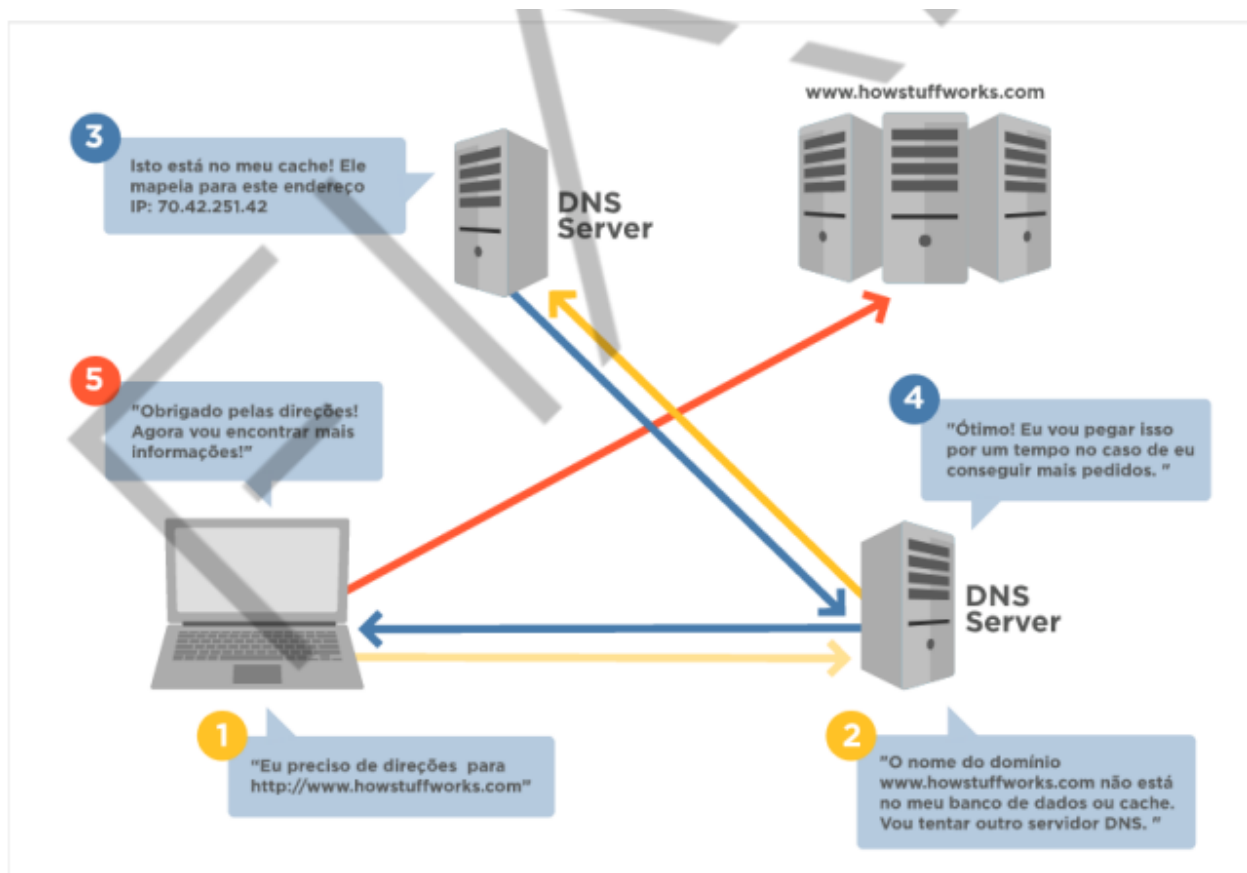 www.howstuffworks.com
3
Isto está no meu cache! Ele
mapeia para este endereço
IP: 70.42.251.42
DNS
Server
5
"Obrigado pelas direções!
Agora vou encontrar mais
informações!"
4
"Ótimo! Eu vou pegar isso
por um tempo no caso de eu
conseguir mais pedidos. "
DNS
Server
1
"Eu preciso de direções para
http://www.howstuffworks.com"
2
"O nome do domínio
www.howstuffworks.com não está
no meu banco de dados ou cache.
Vou tentar outro servidor DNS. "